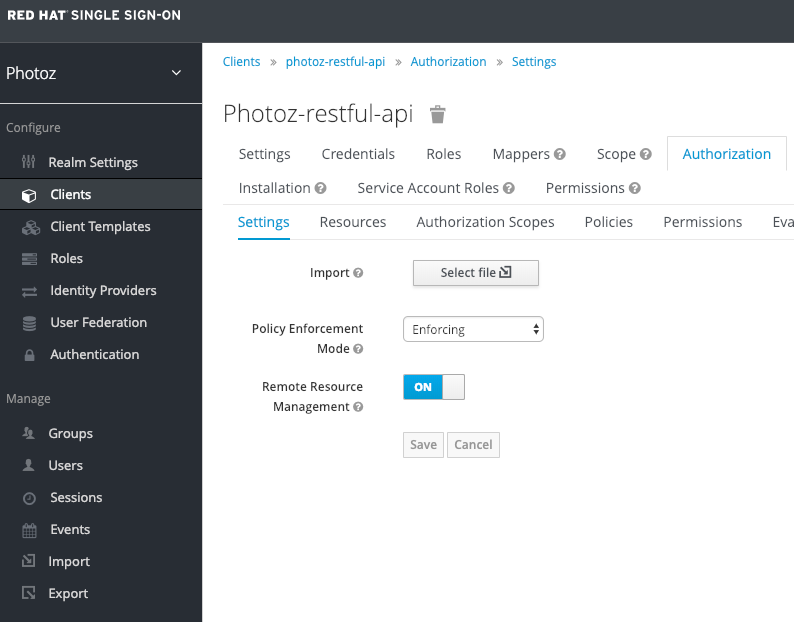 RED HAT SINGLE SIGN-ON
Photoz
Configure
Realm Settings
Clients
Client Templates
Roles
Identity Providers
User Federation
Authentication
Manage
Groups
Users
Sessions
Events
Import
Export
Clients » photoz-restful-api » Authorization » Settings
Photoz-restful-api
Settings Credentials Roles Mappers Scope Authorization
Installation Service Account Roles Permissions
Settings Resources Authorization Scopes Policies Permissions Eva
Import Select file
Policy Enforcement
Mode
Enforcing
Remote Resource
Management
ON
Save Cancel